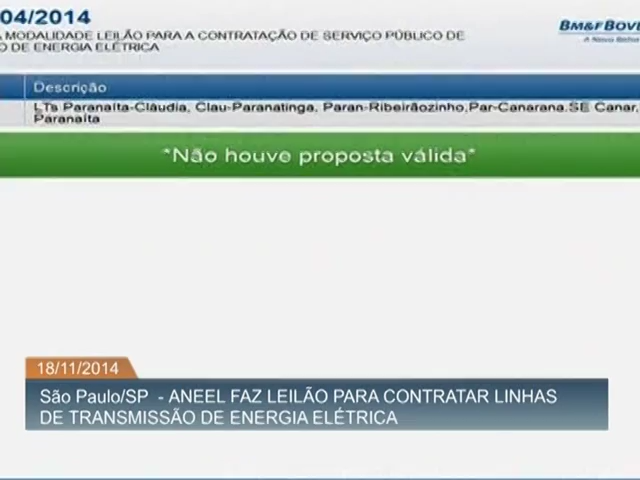 04/2014
A MODALIDADE LEILÃO PARA A CONTRATAÇÃO DE SERVIÇO PÚBLICO DE
O DE ENERGIA ELÉTRICA
BM&F BOVE
A Nova Bolsa
Descrição
LTs Paranaíta-Cláudia, Clau-Paranatinga, Paran-Ribeirãozinho,Par-Canarana.SE Canar,
Paranaíta
*Não houve proposta válida*
18/11/2014
São Paulo/SP - ANEEL FAZ LEILÃO PARA CONTRATAR LINHAS
DE TRANSMISSÃO DE ENERGIA ELÉTRICA